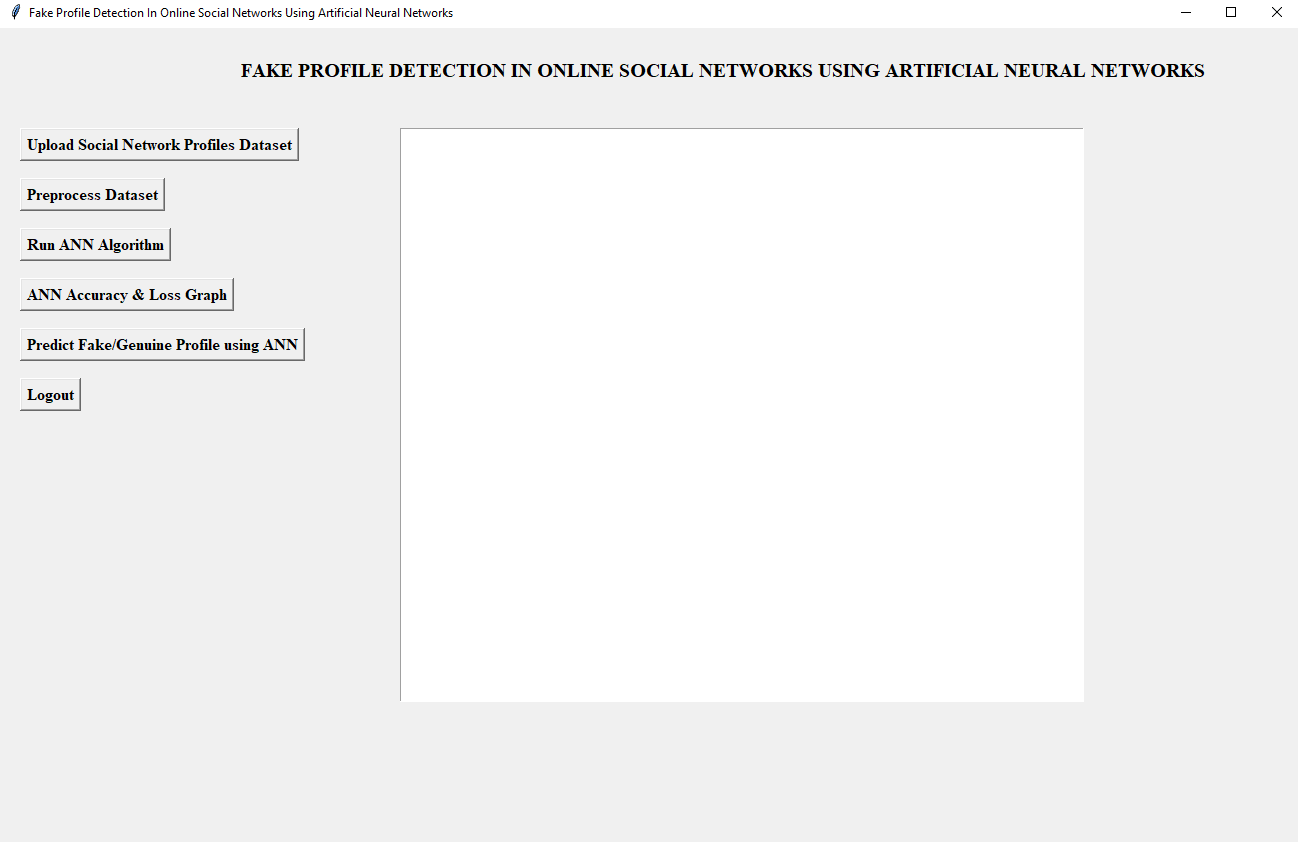 Fake Profile Detection In Online Social Networks Using Artificial Neural Networks
FAKE PROFILE DETECTION IN ONLINE SOCIAL NETWORKS USING ARTIFICIAL NEURAL NETWORKS
Upload Social Network Profiles Dataset
Preprocess Dataset
Run ANN Algorithm
ANN Accuracy & Loss Graph
Predict Fake/Genuine Profile using ANN
Logout